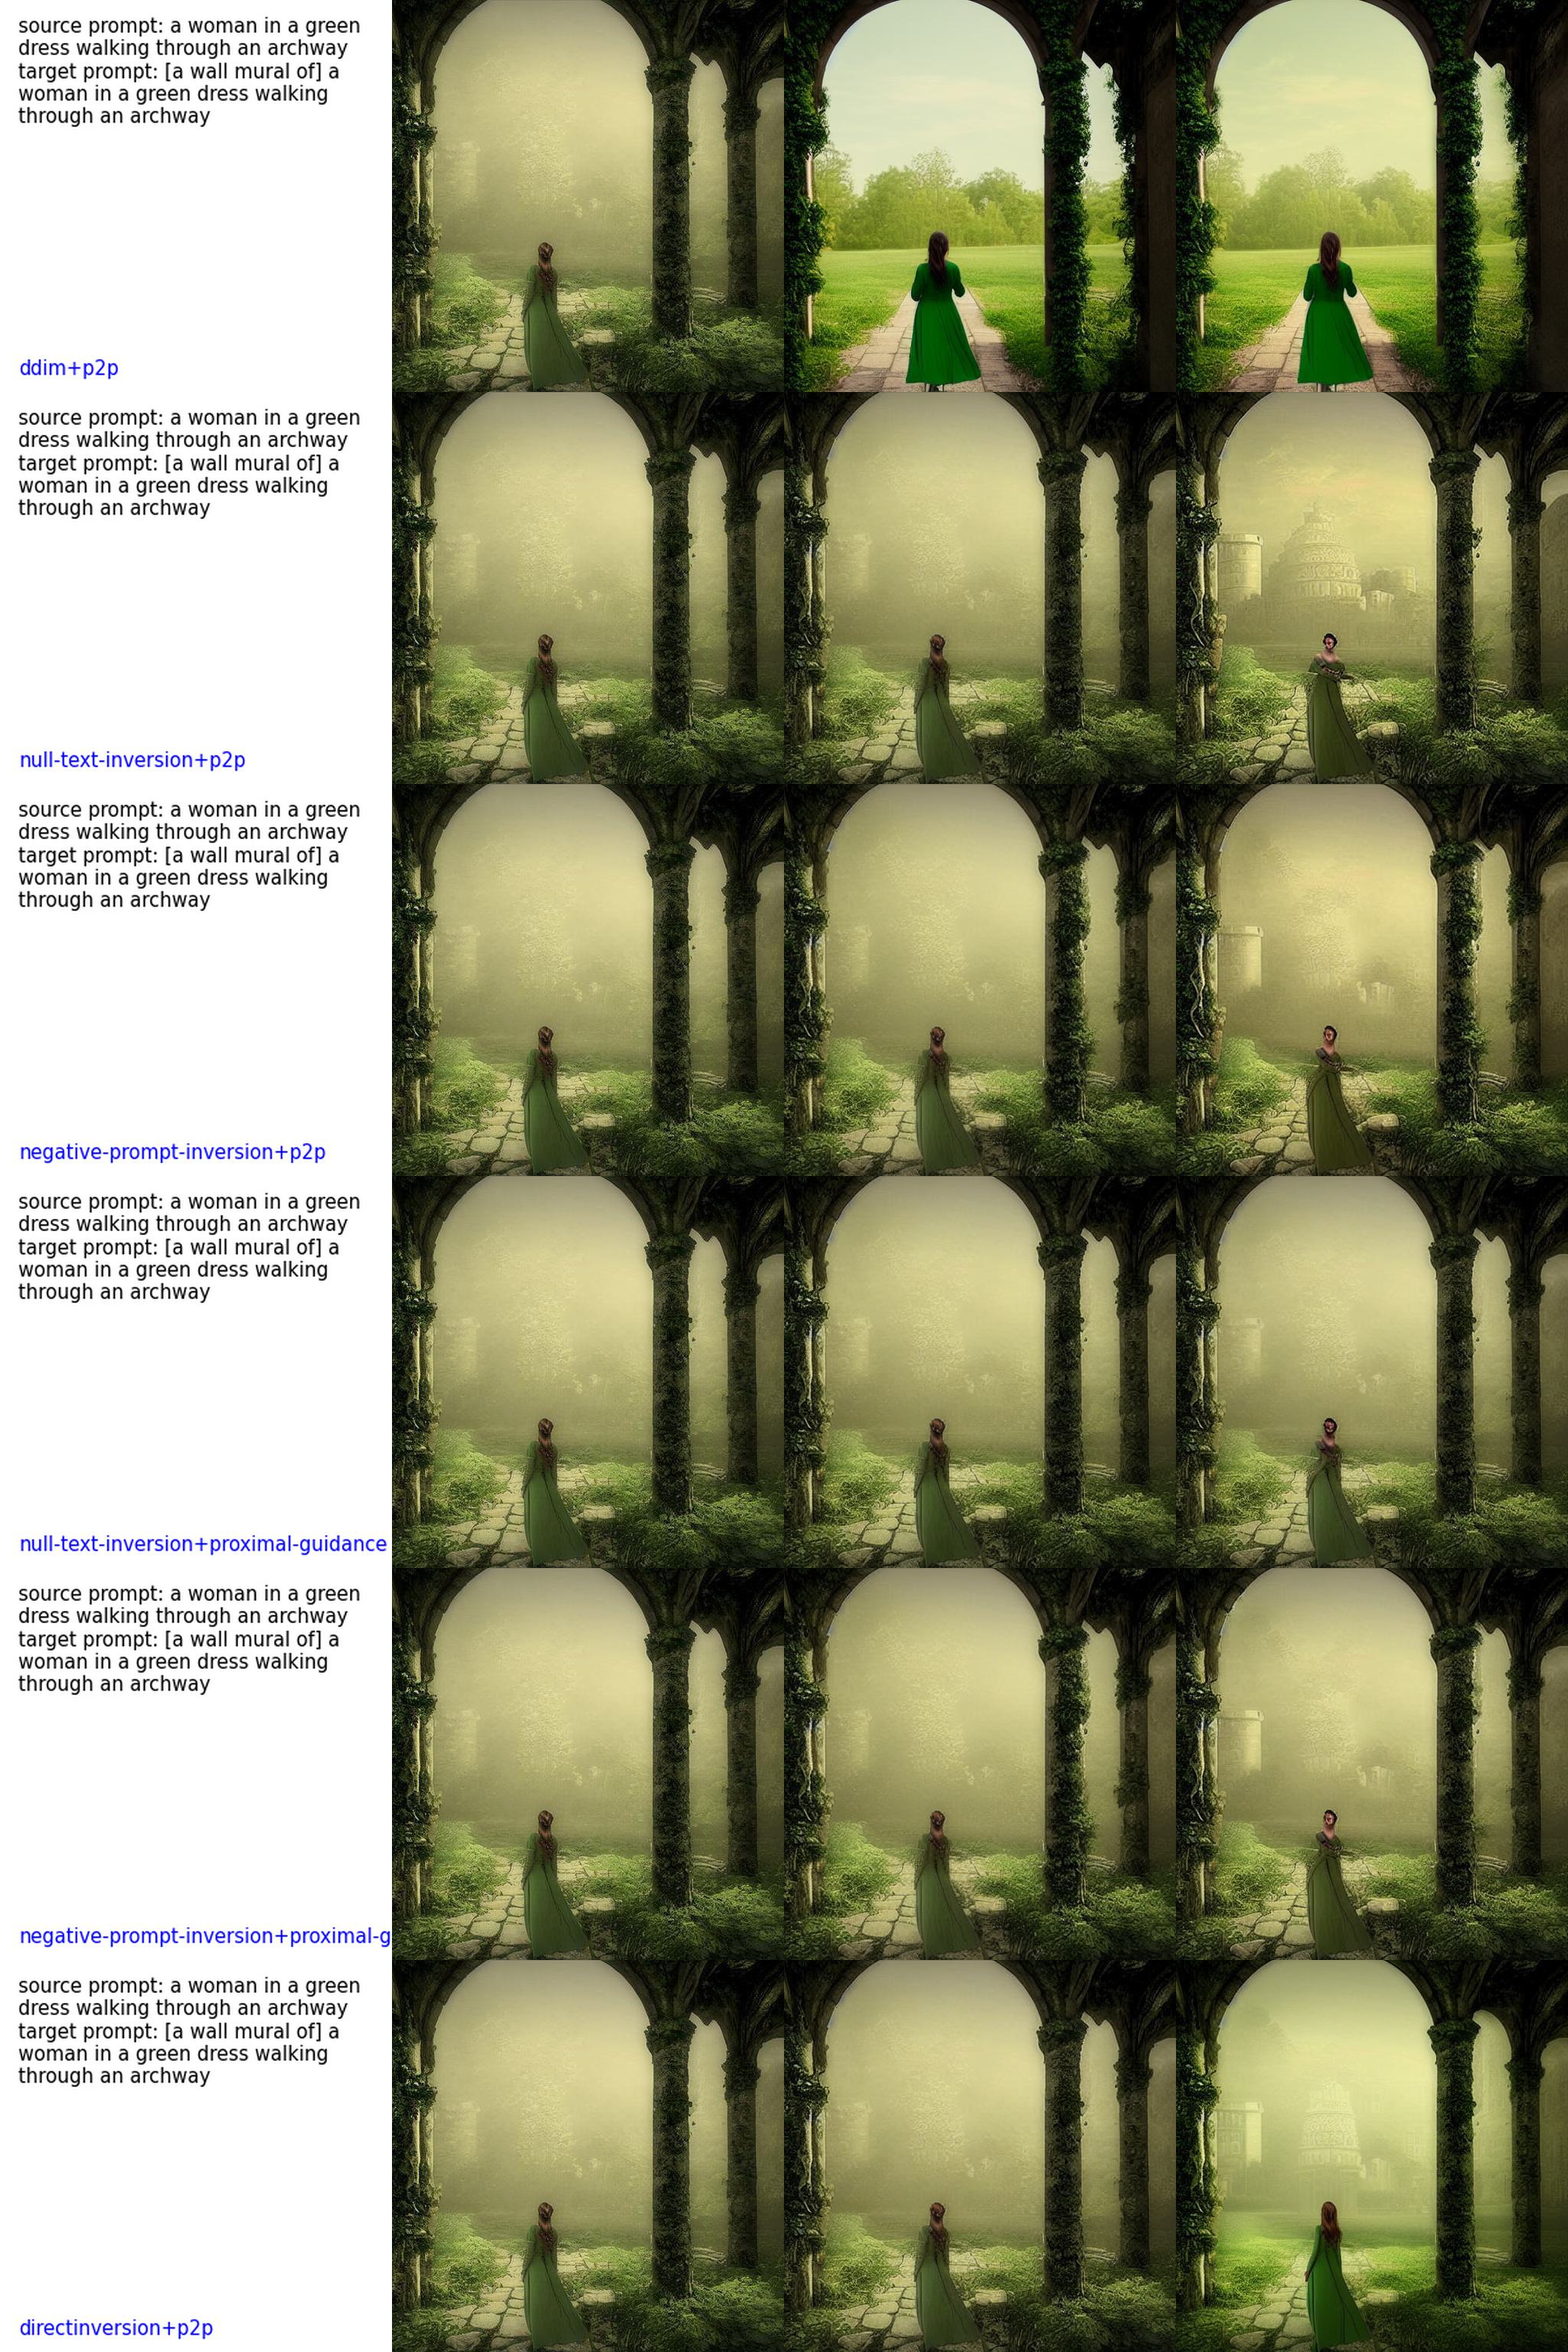 source prompt: a woman in a green
dress walking through an archway
target prompt: [a wall mural of] a
woman in a green dress walking
through an archway
ddim+p2p
source prompt: a woman in a green
dress walking through an archway
target prompt: [a wall mural of] a
woman in a green dress walking
through an archway
null-text-inversion+p2p
source prompt: a woman in a green
dress walking through an archway
target prompt: [a wall mural of] a
woman in a green dress walking
through an archway
negative-prompt-inversion+p2p
source prompt: a woman in a green
dress walking through an archway
target prompt: [a wall mural of] a
woman in a green dress walking
through an archway
null-text-inversion+proximal-guidance
source prompt: a woman in a green
dress walking through an archway
target prompt: [a wall mural of] a
woman in a green dress walking
through an archway
negative-prompt-inversion+proximal-g
source prompt: a woman in a green
dress walking through an archway
target prompt: [a wall mural of] a
woman in a green dress walking
through an archway
directinversion+p2p